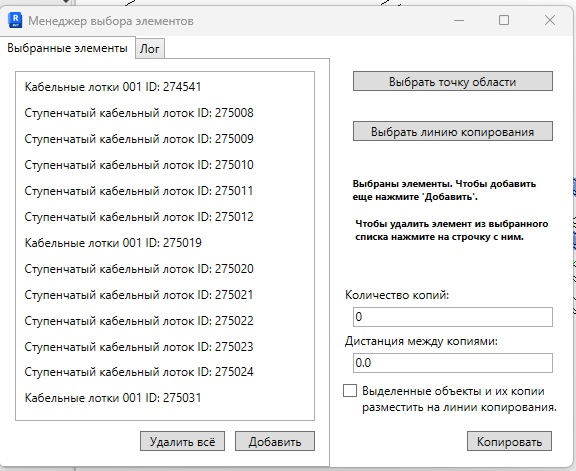 Менеджер выбора элементов
Выбранные элементы
Лог
Кабельные лотки 001 ID: 274541
Ступенчатый кабельный лоток ID: 275008
Ступенчатый кабельный лоток ID: 275009
Ступенчатый кабельный лоток ID: 275010
Ступенчатый кабельный лоток ID: 275011
Ступенчатый кабельный лоток ID: 275012
Кабельные лотки 001 ID: 275019
Ступенчатый кабельный лоток ID: 275020
Ступенчатый кабельный лоток ID: 275021
Ступенчатый кабельный лоток ID: 275022
Ступенчатый кабельный лоток ID: 275023
Ступенчатый кабельный лоток ID: 275024
Кабельные лотки 001 ID: 275031
Удалить всё
Добавить
Выбрать точку области
Выбрать линию копирования
Выбраны элементы. Чтобы добавить
еще нажмите 'Добавить'.
Чтобы удалить элемент из выбранного
списка нажмите на строчку с ним.
Количество копий:
0
Дистанция между копиями:
0.0
Выделенные объекты и их копии
разместить на линии копирования.
Копировать